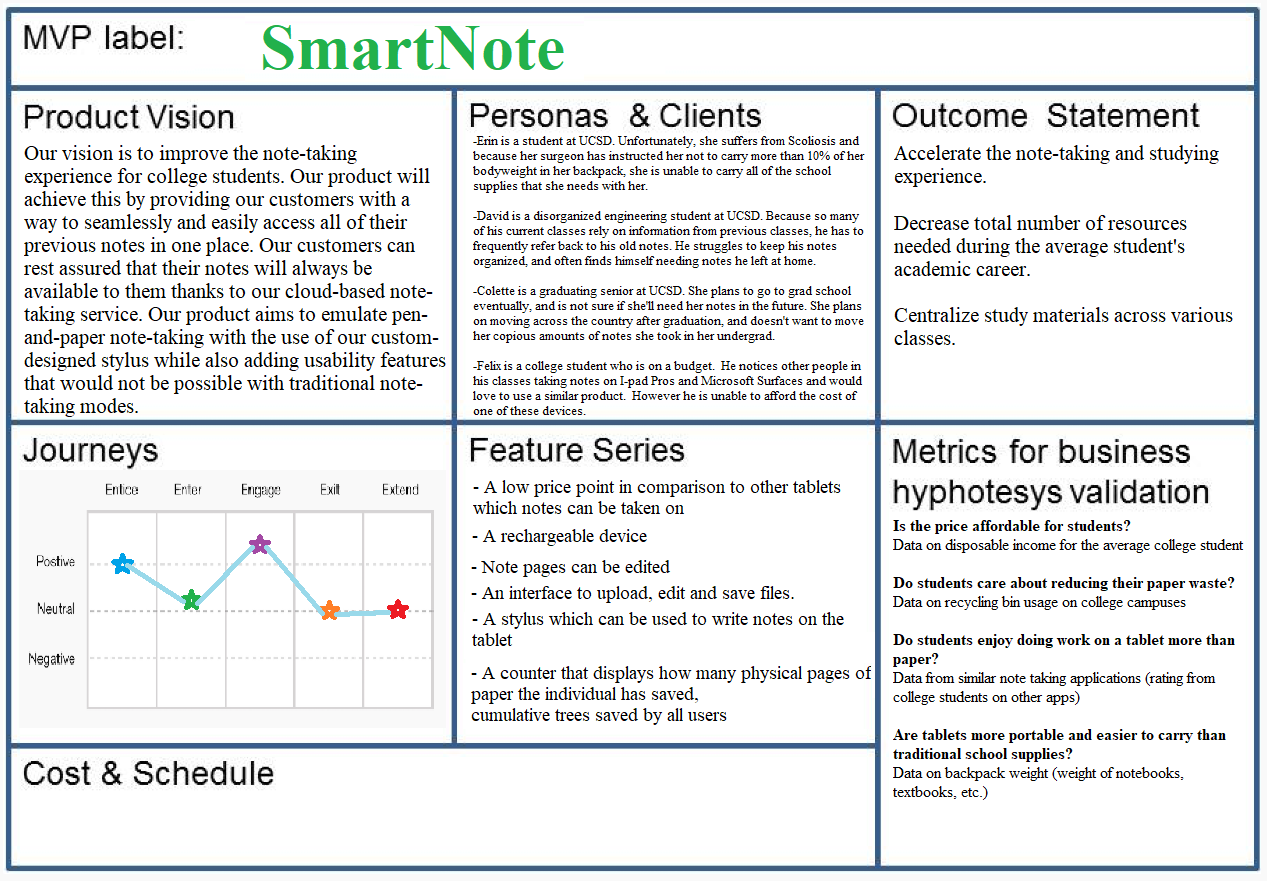 MVP label:
SmartNote
Product Vision
Our vision is to improve the note-taking
experience for college students. Our product will
achieve this by providing our customers with a
way to seamlessly and easily access all of their
previous notes in one place. Our customers can
rest assured that their notes will always be
available to them thanks to our cloud-based note-
taking service. Our product aims to emulate pen-
and-paper note-taking with the use of our custom-
designed stylus while also adding usability features
that would not be possible with traditional note-
taking modes.
Personas & Clients
-Erin is a student at UCSD. Unfortunately, she suffers from Scoliosis and
because her surgeon has instructed her not to carry more than 10% of her
bodyweight in her backpack, she is unable to carry all of the school
supplies that she needs with her.
-David is a disorganized engineering student at UCSD. Because so many
of his current classes rely on information from previous classes, he has to
frequently refer back to his old notes. He struggles to keep his notes
organized, and often finds himself needing notes he left at home.
-Colette is a graduating senior at UCSD. She plans to go to grad school
eventually, and is not sure if she'll need her notes in the future. She plans
on moving across the country after graduation, and doesn't want to move
her copious amounts of notes she took in her undergrad.
-Felix is a college student who is on a budget. He notices other people in
his classes taking notes on I-pad Pros and Microsoft Surfaces and would
love to use a similar product. However he is unable to afford the cost of
one of these devices.
Outcome Statement
Accelerate the note-taking and studying
experience.
Decrease total number of resources
needed during the average student's
academic career.
Centralize study materials across various
classes.
Journeys
Entice Enter Engage Exit Extend
Postive
Neutral
Negative
Feature Series
- A low price point in comparison to other tablets
which notes can be taken on
- A rechargeable device
- Note pages can be edited
- An interface to upload, edit and save files.
- A stylus which can be used to write notes on the
tablet
- A counter that displays how many physical pages of
paper the individual has saved,
cumulative trees saved by all users
Metrics for business
hyphotesys validation
Is the price affordable for students?
Data on disposable income for the average college student
Do students care about reducing their paper waste?
Data on recycling bin usage on college campuses
Do students enjoy doing work on a tablet more than
paper?
Data from similar note taking applications (rating from
college students on other apps)
Are tablets more portable and easier to carry than
traditional school supplies?
Data on backpack weight (weight of notebooks,
textbooks, etc.)
Cost & Schedule